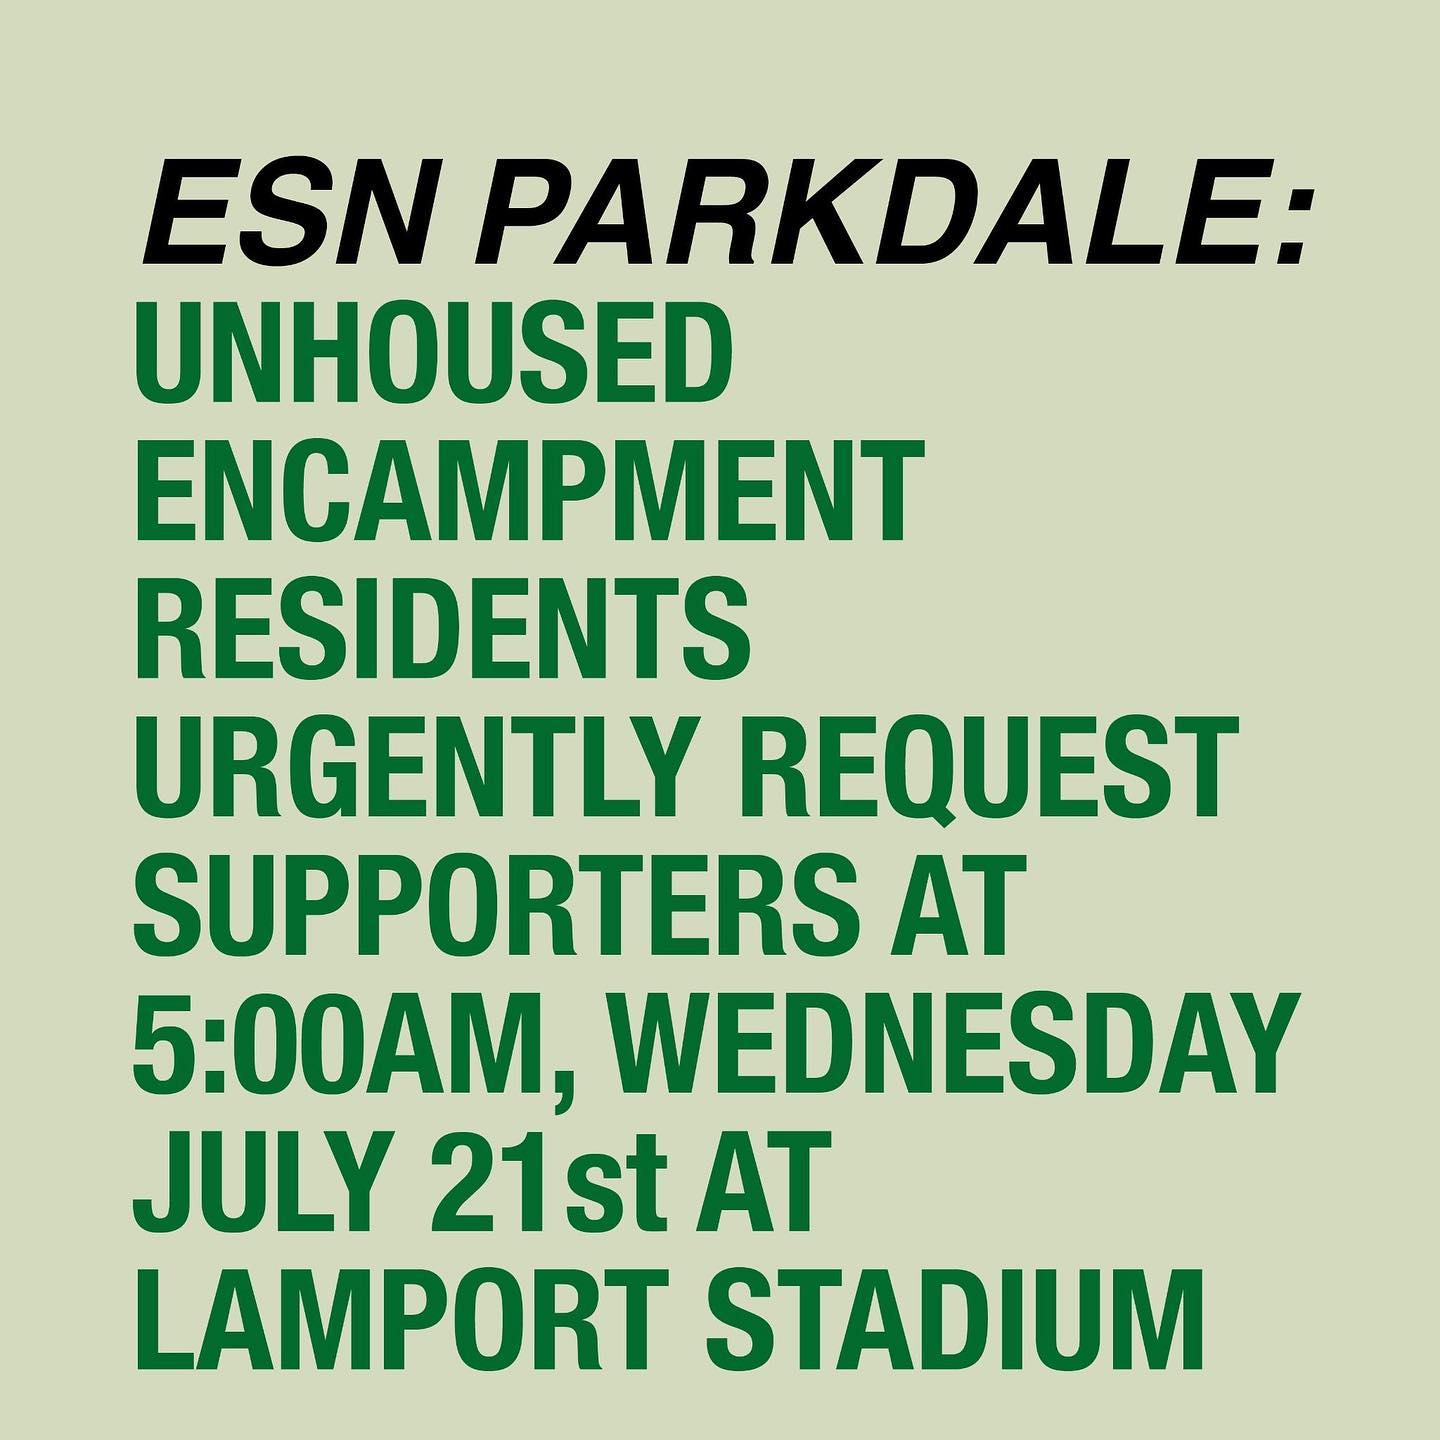 ESN PARKDALE:
UNHOUSED
ENCAMPMENT
RESIDENTS
URGENTLY REQUEST
SUPPORTERS AT
5:00AM, WEDNESDAY
JULY 21st AT
LAMPORT STADIUM